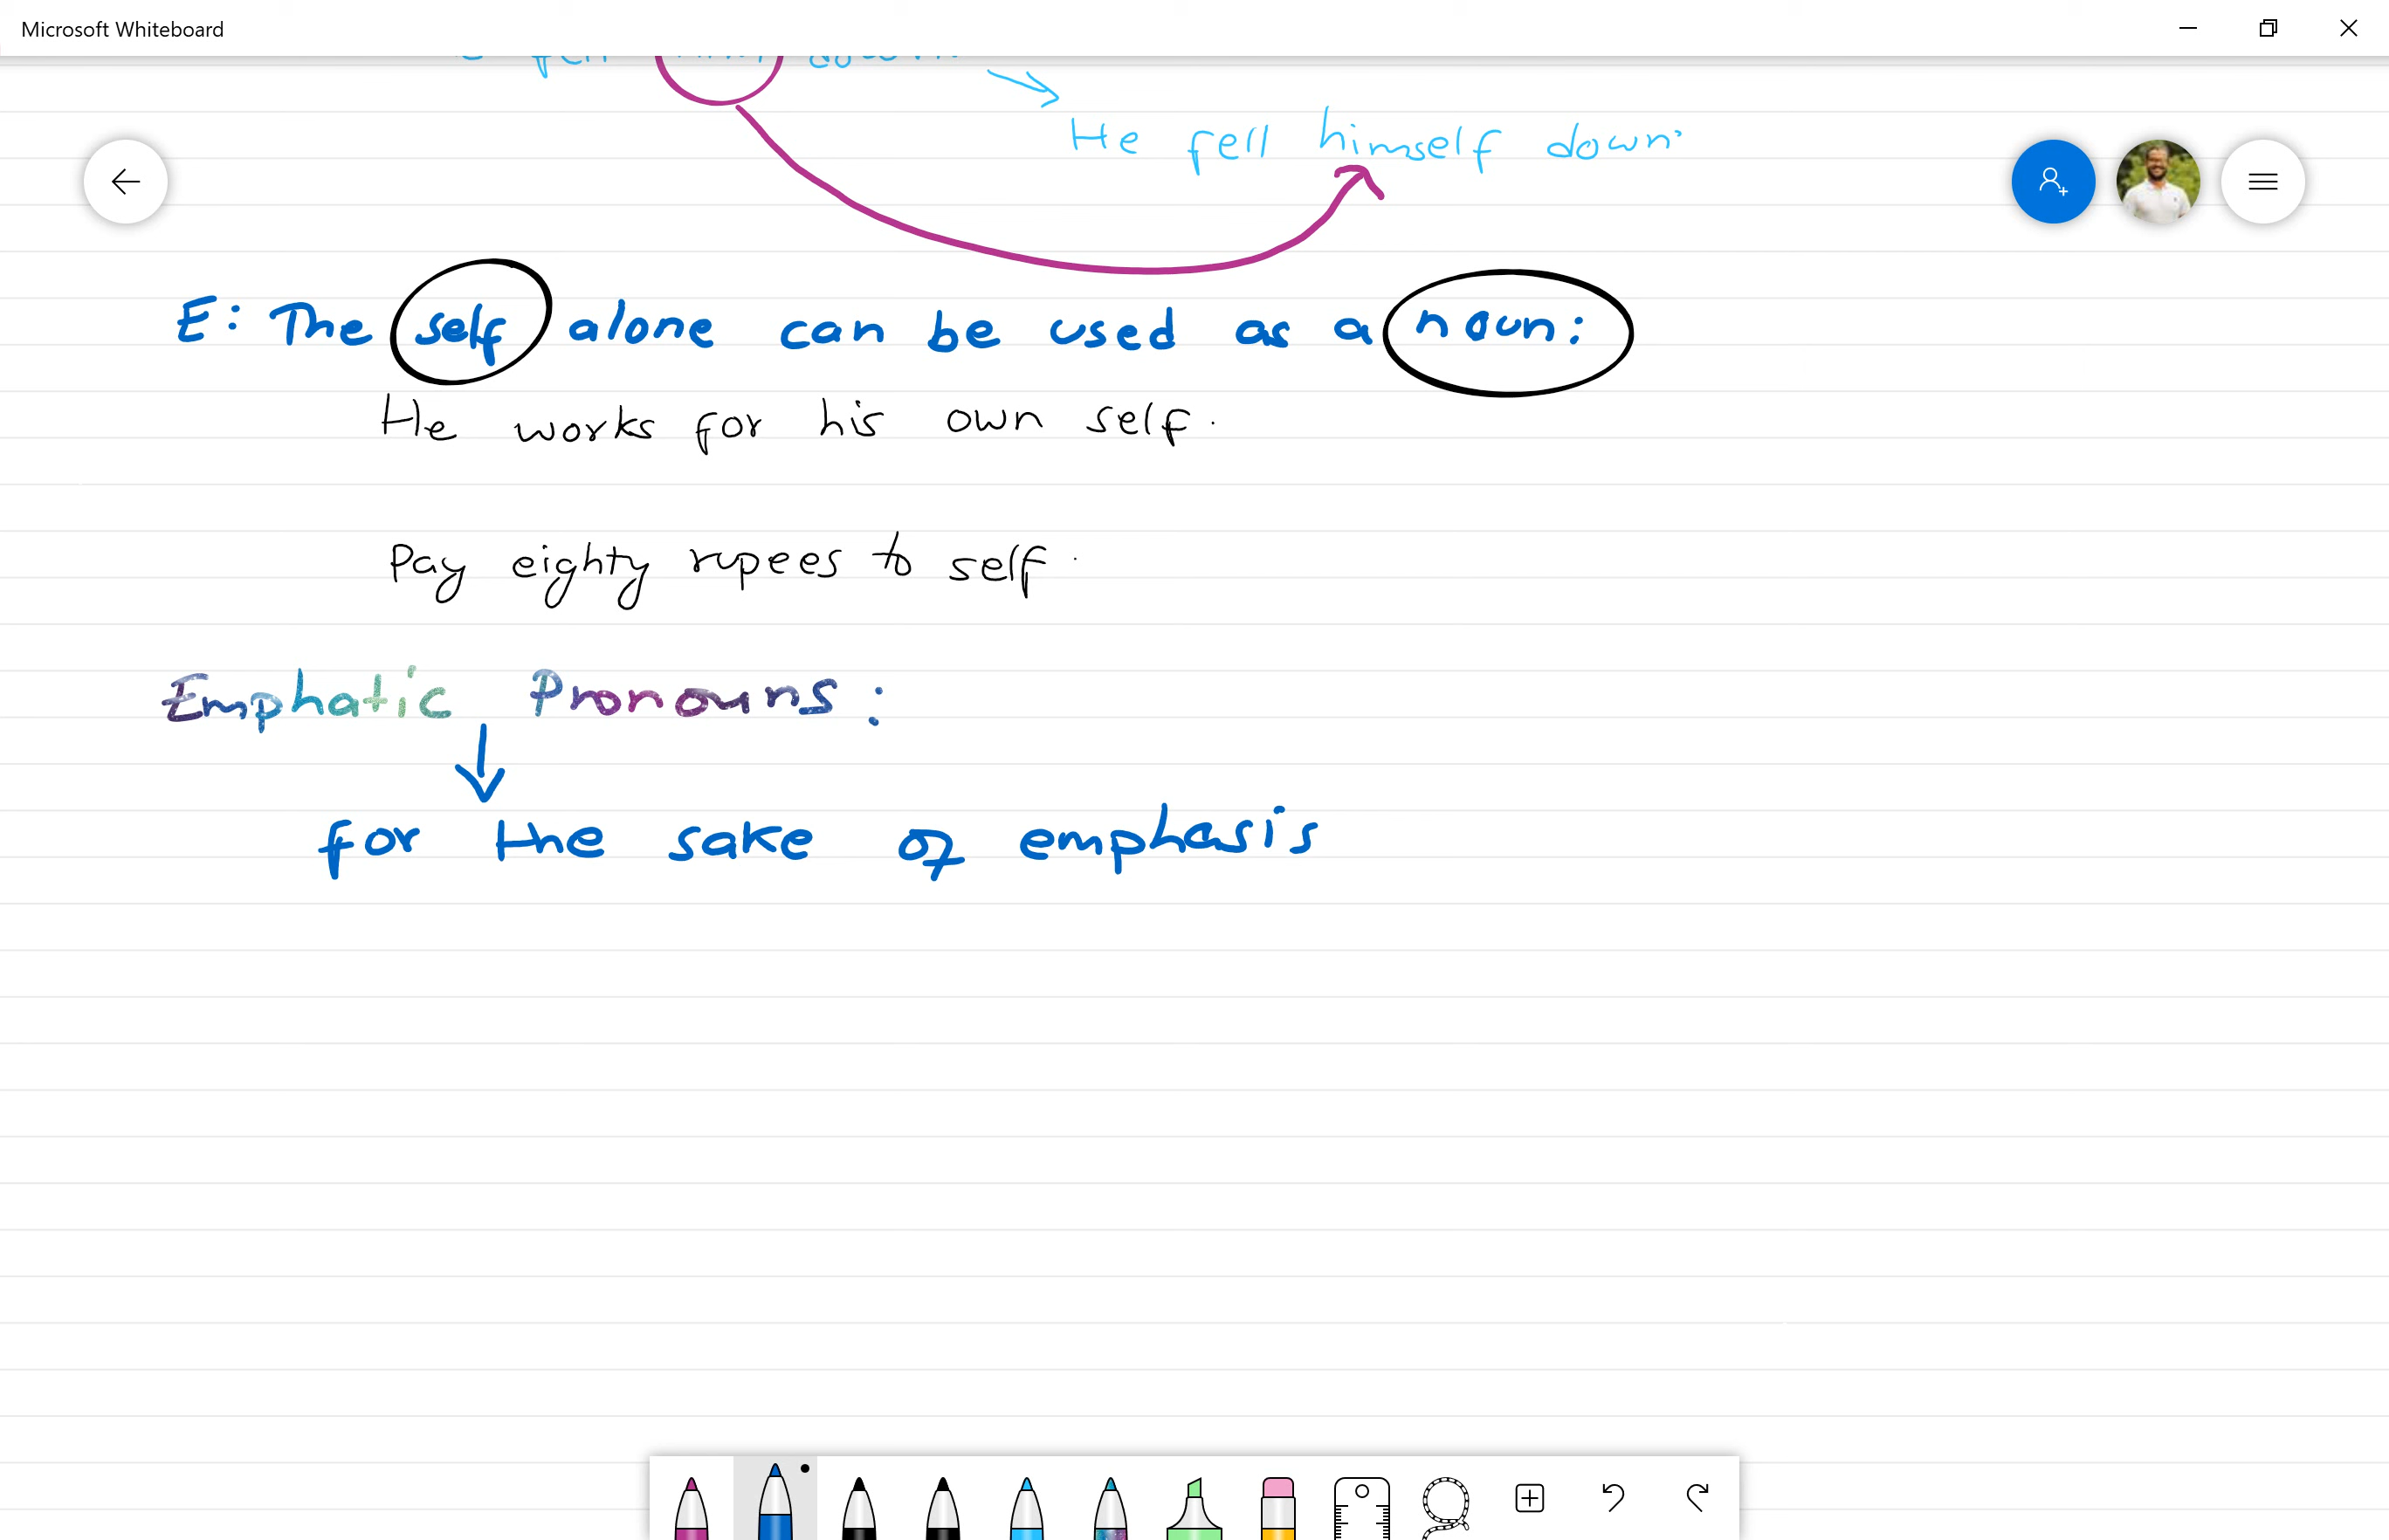 Microsoft Whiteboard
He fell himself down.
E: The self alone can be used as a noun:
He works for his own self.
Pay eighty rupees to self.
Emphatic Pronouns:
for the sake of emphasis